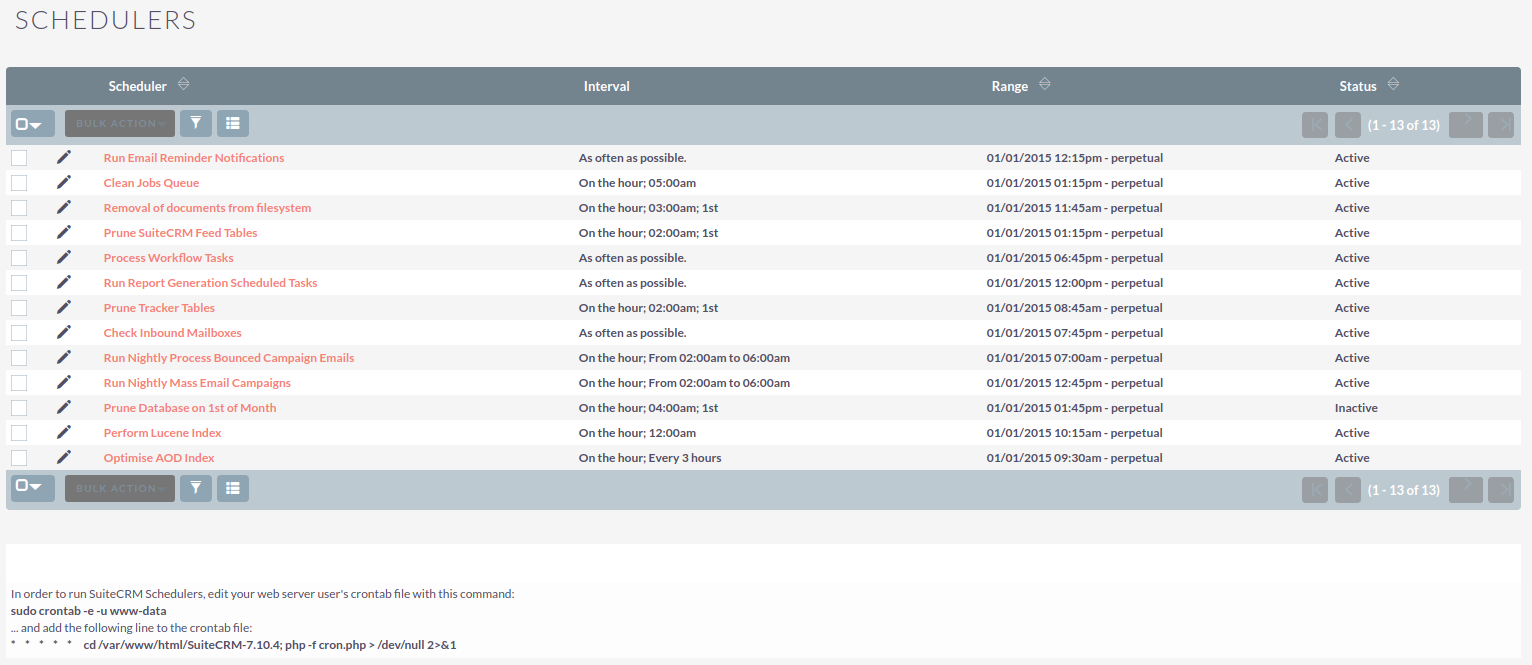 SCHEDULERS
Scheduler Interval Range Status
BULK ACTION (1 - 13 of 13)
Run Email Reminder Notifications As often as possible. 01/01/2015 12:15pm - perpetual Active
Clean Jobs Queue On the hour; 05:00am 01/01/2015 01:15pm - perpetual Active
Removal of documents from filesystem On the hour; 03:00am; 1st 01/01/2015 11:45am - perpetual Active
Prune SuiteCRM Feed Tables On the hour; 02:00am; 1st 01/01/2015 01:15pm - perpetual Active
Process Workflow Tasks As often as possible. 01/01/2015 06:45pm - perpetual Active
Run Report Generation Scheduled Tasks As often as possible. 01/01/2015 12:00pm - perpetual Active
Prune Tracker Tables On the hour; 02:00am; 1st 01/01/2015 08:45am - perpetual Active
Check Inbound Mailboxes As often as possible. 01/01/2015 07:45pm - perpetual Active
Run Nightly Process Bounced Campaign Emails On the hour; From 02:00am to 06:00am 01/01/2015 07:00am - perpetual Active
Run Nightly Mass Email Campaigns On the hour; From 02:00am to 06:00am 01/01/2015 12:45pm - perpetual Active
Prune Database on 1st of Month On the hour; 04:00am; 1st 01/01/2015 01:45pm - perpetual Inactive
Perform Lucene Index On the hour; 12:00am 01/01/2015 10:15am - perpetual Active
Optimise AOD Index On the hour; Every 3 hours 01/01/2015 09:30am - perpetual Active
BULK ACTION (1 - 13 of 13)
In order to run SuiteCRM Schedulers, edit your web server user's crontab file with this command:
sudo crontab -e -u www-data
... and add the following line to the crontab file:
* * * * * cd /var/www/html/SuiteCRM-7.10.4; php -f cron.php > /dev/null 2>&1